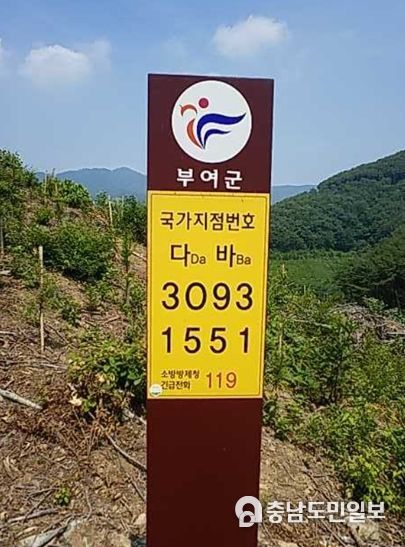 부여군
국가지점번호
다Da 바Ba
3093
1551
소방방재청
긴급전화 119
충남도민일보